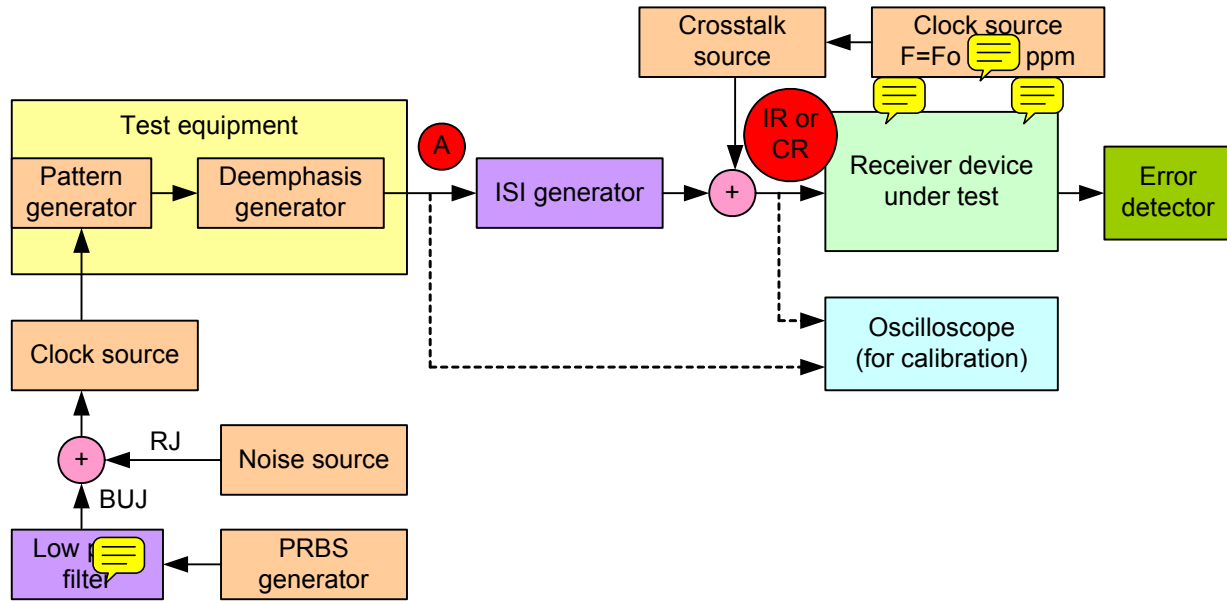 Crosstalk
source
Clock source
F=Fo ppm
Test equipment
A
IR or
CR
Pattern
generator
Deemphasis
generator
ISI generator
+
Receiver device
under test
Error
detector
Clock source
Oscilloscope
(for calibration)
RJ
+
Noise source
BUJ
Low
filter
PRBS
generator